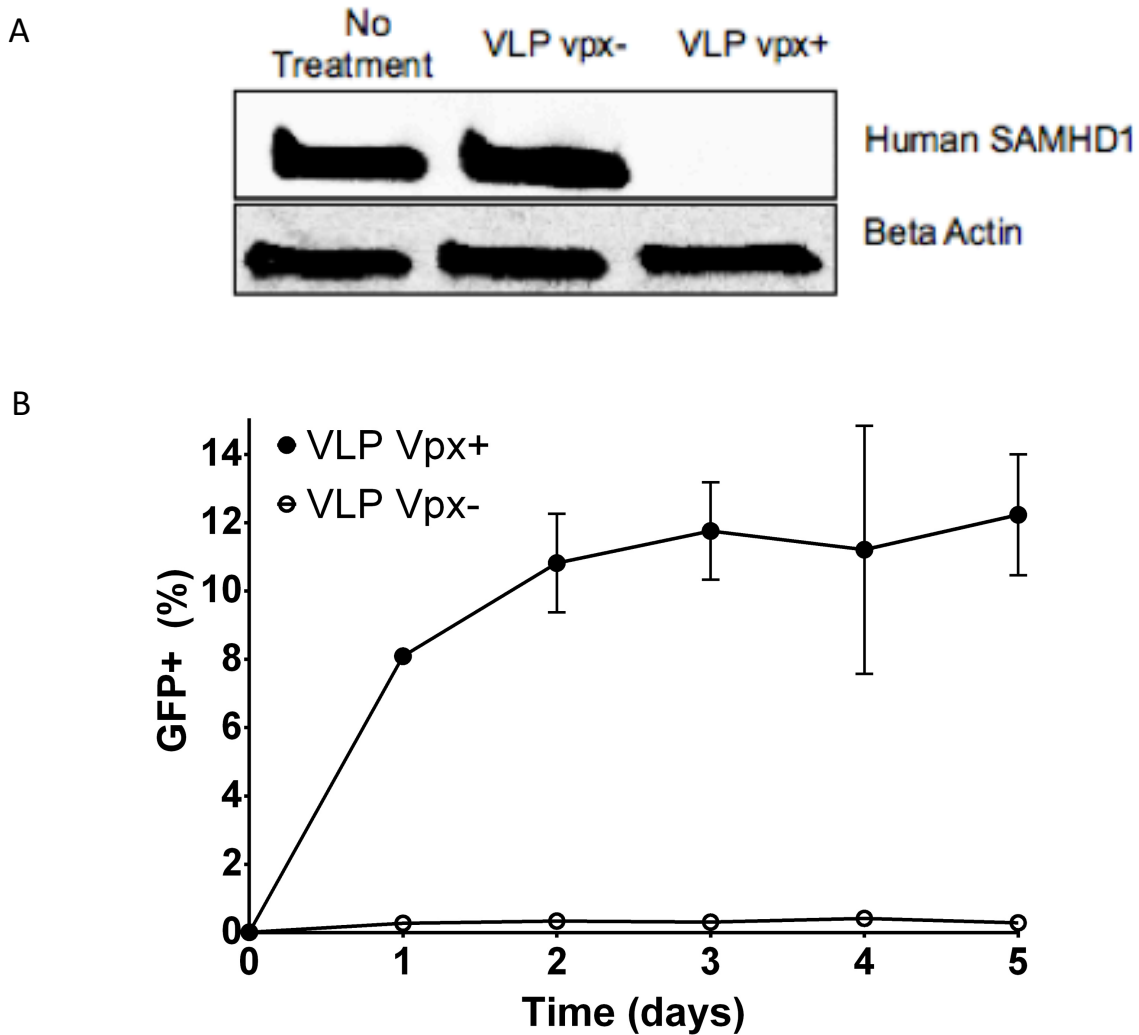 A
No
Treatment
VLP vpx-
VLP vpx+
Human SAMHD1
Beta Actin
B
VLP Vpx+
VLP Vpx-
14
12
10
8
6
4
2
0
GFP+ (%)
0 1 2 3 4 5
Time (days)